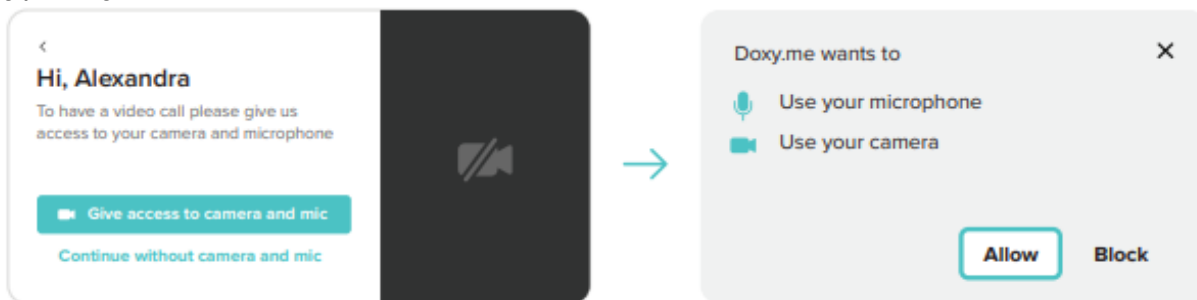 Hi, Alexandra
To have a video call please give us
access to your camera and microphone
Give access to camera and mic
Continue without camera and mic
Doxy.me wants to
Use your microphone
Use your camera
Allow
Block